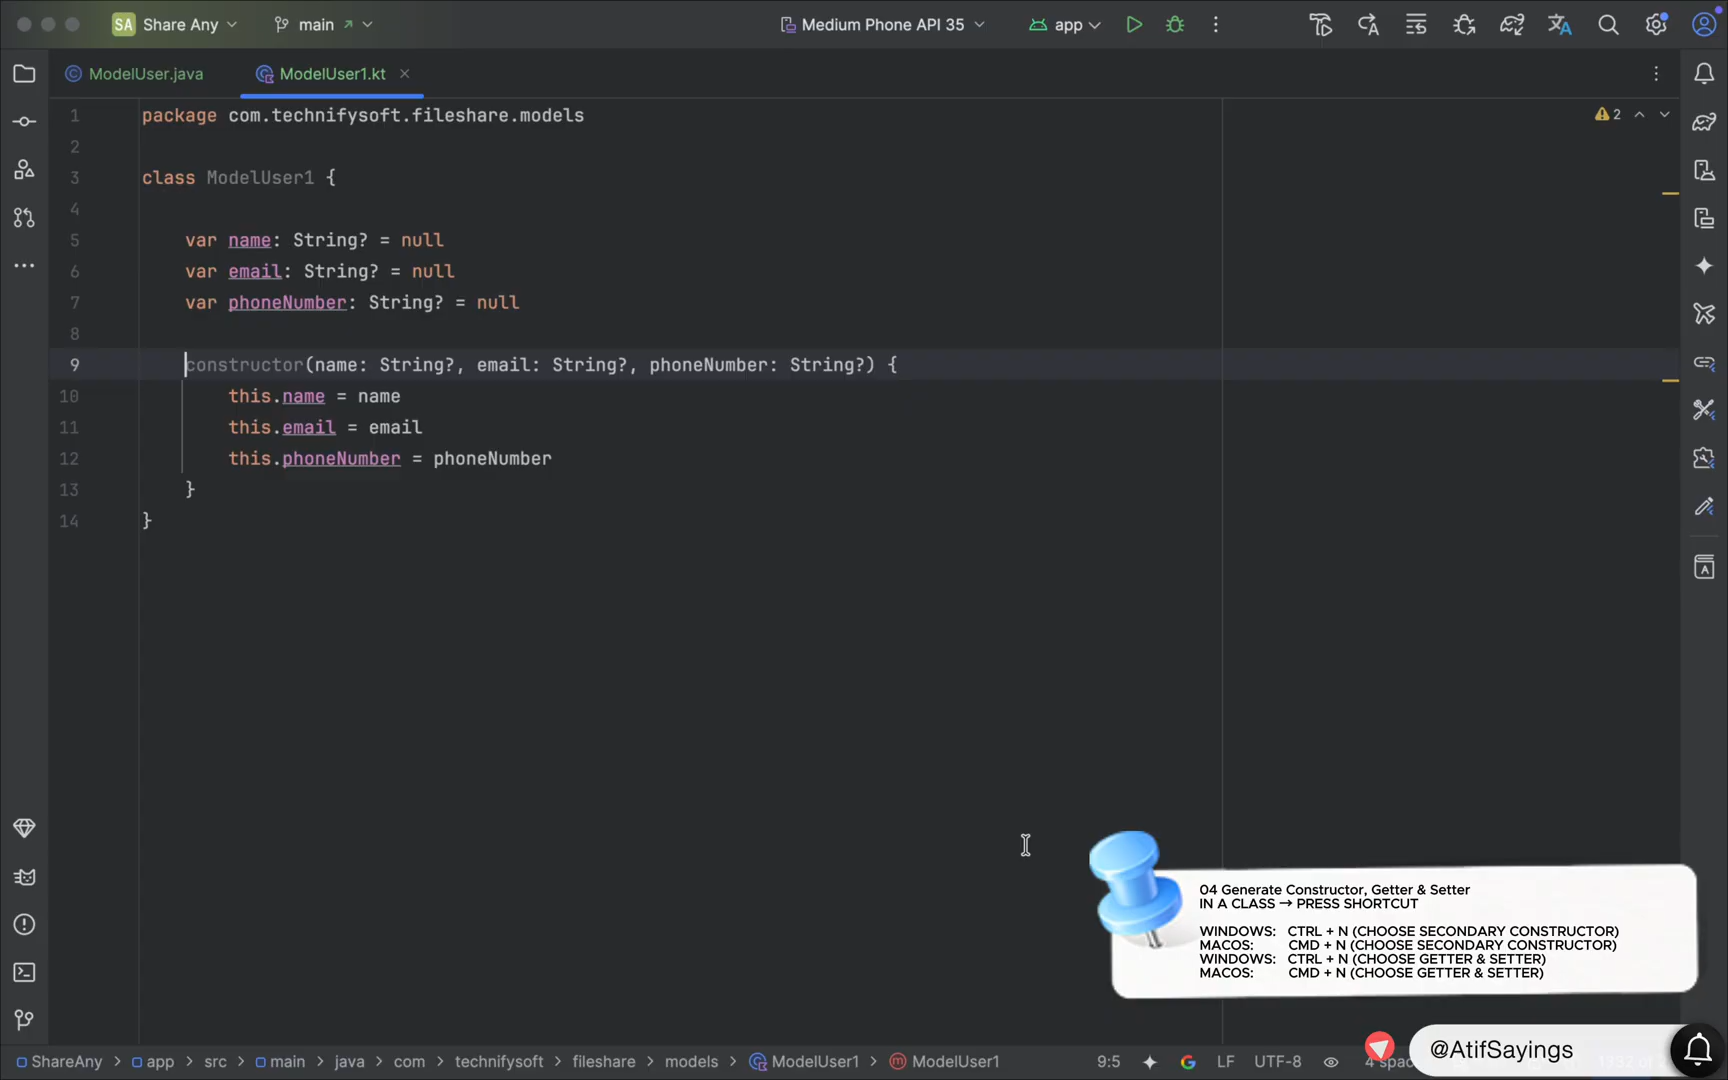 SA Share Any
main
Medium Phone API 35
app
ModelUser.java
ModelUser1.kt
1 package com.technifysoft.fileshare.models
2
3 class ModelUser1 {
4
5 var name: String? = null
6 var email: String? = null
7 var phoneNumber: String? = null
8
9 constructor(name: String?, email: String?, phoneNumber: String?) {
10 this.name = name
11 this.email = email
12 this.phoneNumber = phoneNumber
13 }
14 }
2
04 Generate Constructor, Getter & Setter
IN A CLASS → PRESS SHORTCUT
WINDOWS: CTRL + N (CHOOSE SECONDARY CONSTRUCTOR)
MACOS: CMD + N (CHOOSE SECONDARY CONSTRUCTOR)
WINDOWS: CTRL + N (CHOOSE GETTER & SETTER)
MACOS: CMD + N (CHOOSE GETTER & SETTER)
ShareAny > app > src > main > java > com > technifysoft > fileshare > models > ModelUser1 > ModelUser1
9:5 LF UTF-8 4
@AtifSayings